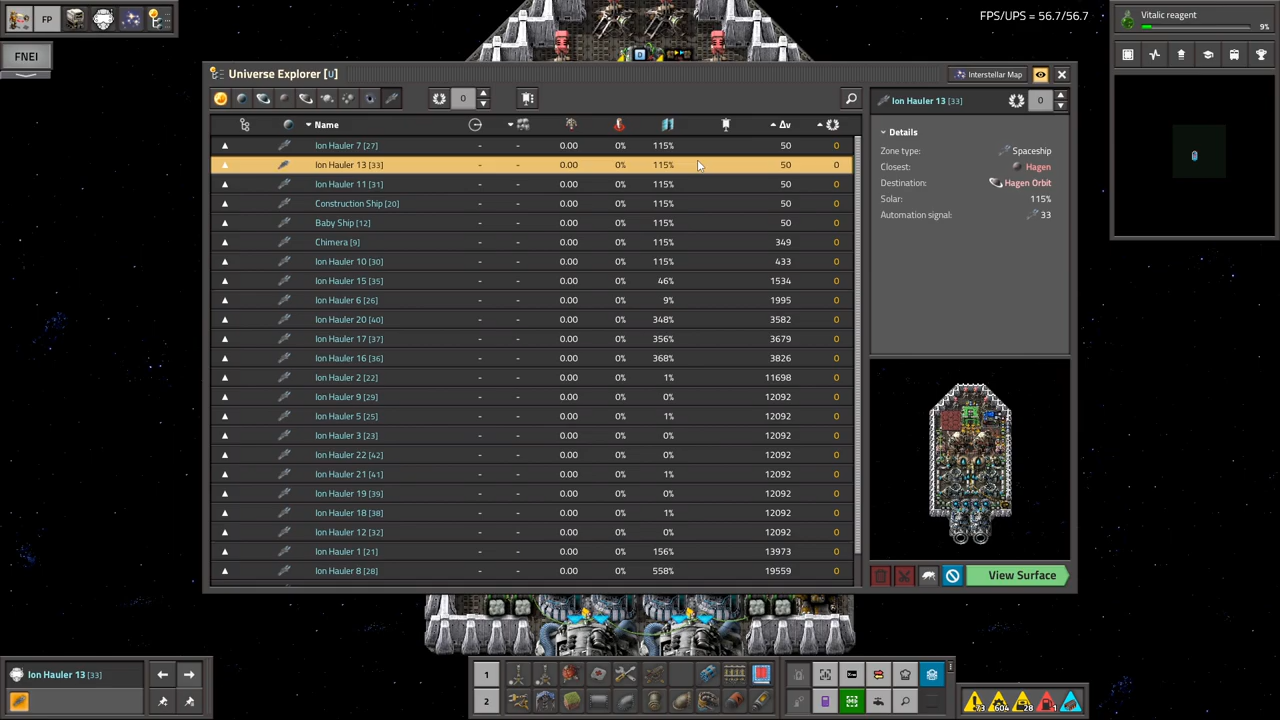 FP
FPS/UPS = 56.7/56.7
Vitalic reagent
9%
FNEI
Universe Explorer [U]
Interstellar Map
0
Ion Hauler 13 [33]
0
Name
Δv
Details
Ion Hauler 7 [27] - - 0.00 0% 115% 50 0
Ion Hauler 13 [33] - - 0.00 0% 115% 50 0
Ion Hauler 11 [31] - - 0.00 0% 115% 50 0
Construction Ship [20] - - 0.00 0% 115% 50 0
Baby Ship [12] - - 0.00 0% 115% 50 0
Chimera [9] - - 0.00 0% 115% 349 0
Ion Hauler 10 [30] - - 0.00 0% 115% 433 0
Ion Hauler 15 [35] - - 0.00 0% 46% 1534 0
Ion Hauler 6 [26] - - 0.00 0% 9% 1995 0
Ion Hauler 20 [40] - - 0.00 0% 348% 3582 0
Ion Hauler 17 [37] - - 0.00 0% 356% 3679 0
Ion Hauler 16 [36] - - 0.00 0% 368% 3826 0
Ion Hauler 2 [22] - - 0.00 0% 1% 11698 0
Ion Hauler 9 [29] - - 0.00 0% 0% 12092 0
Ion Hauler 5 [25] - - 0.00 0% 1% 12092 0
Ion Hauler 3 [23] - - 0.00 0% 0% 12092 0
Ion Hauler 22 [42] - - 0.00 0% 0% 12092 0
Ion Hauler 21 [41] - - 0.00 0% 1% 12092 0
Ion Hauler 19 [39] - - 0.00 0% 0% 12092 0
Ion Hauler 18 [38] - - 0.00 0% 1% 12092 0
Ion Hauler 12 [32] - - 0.00 0% 0% 12092 0
Ion Hauler 1 [21] - - 0.00 0% 156% 13973 0
Ion Hauler 8 [28] - - 0.00 0% 558% 19559 0
Zone type: Spaceship
Closest: Hagen
Destination: Hagen Orbit
Solar: 115%
Automation signal: 33
View Surface
Ion Hauler 13 [33]
1
2
604
28
1